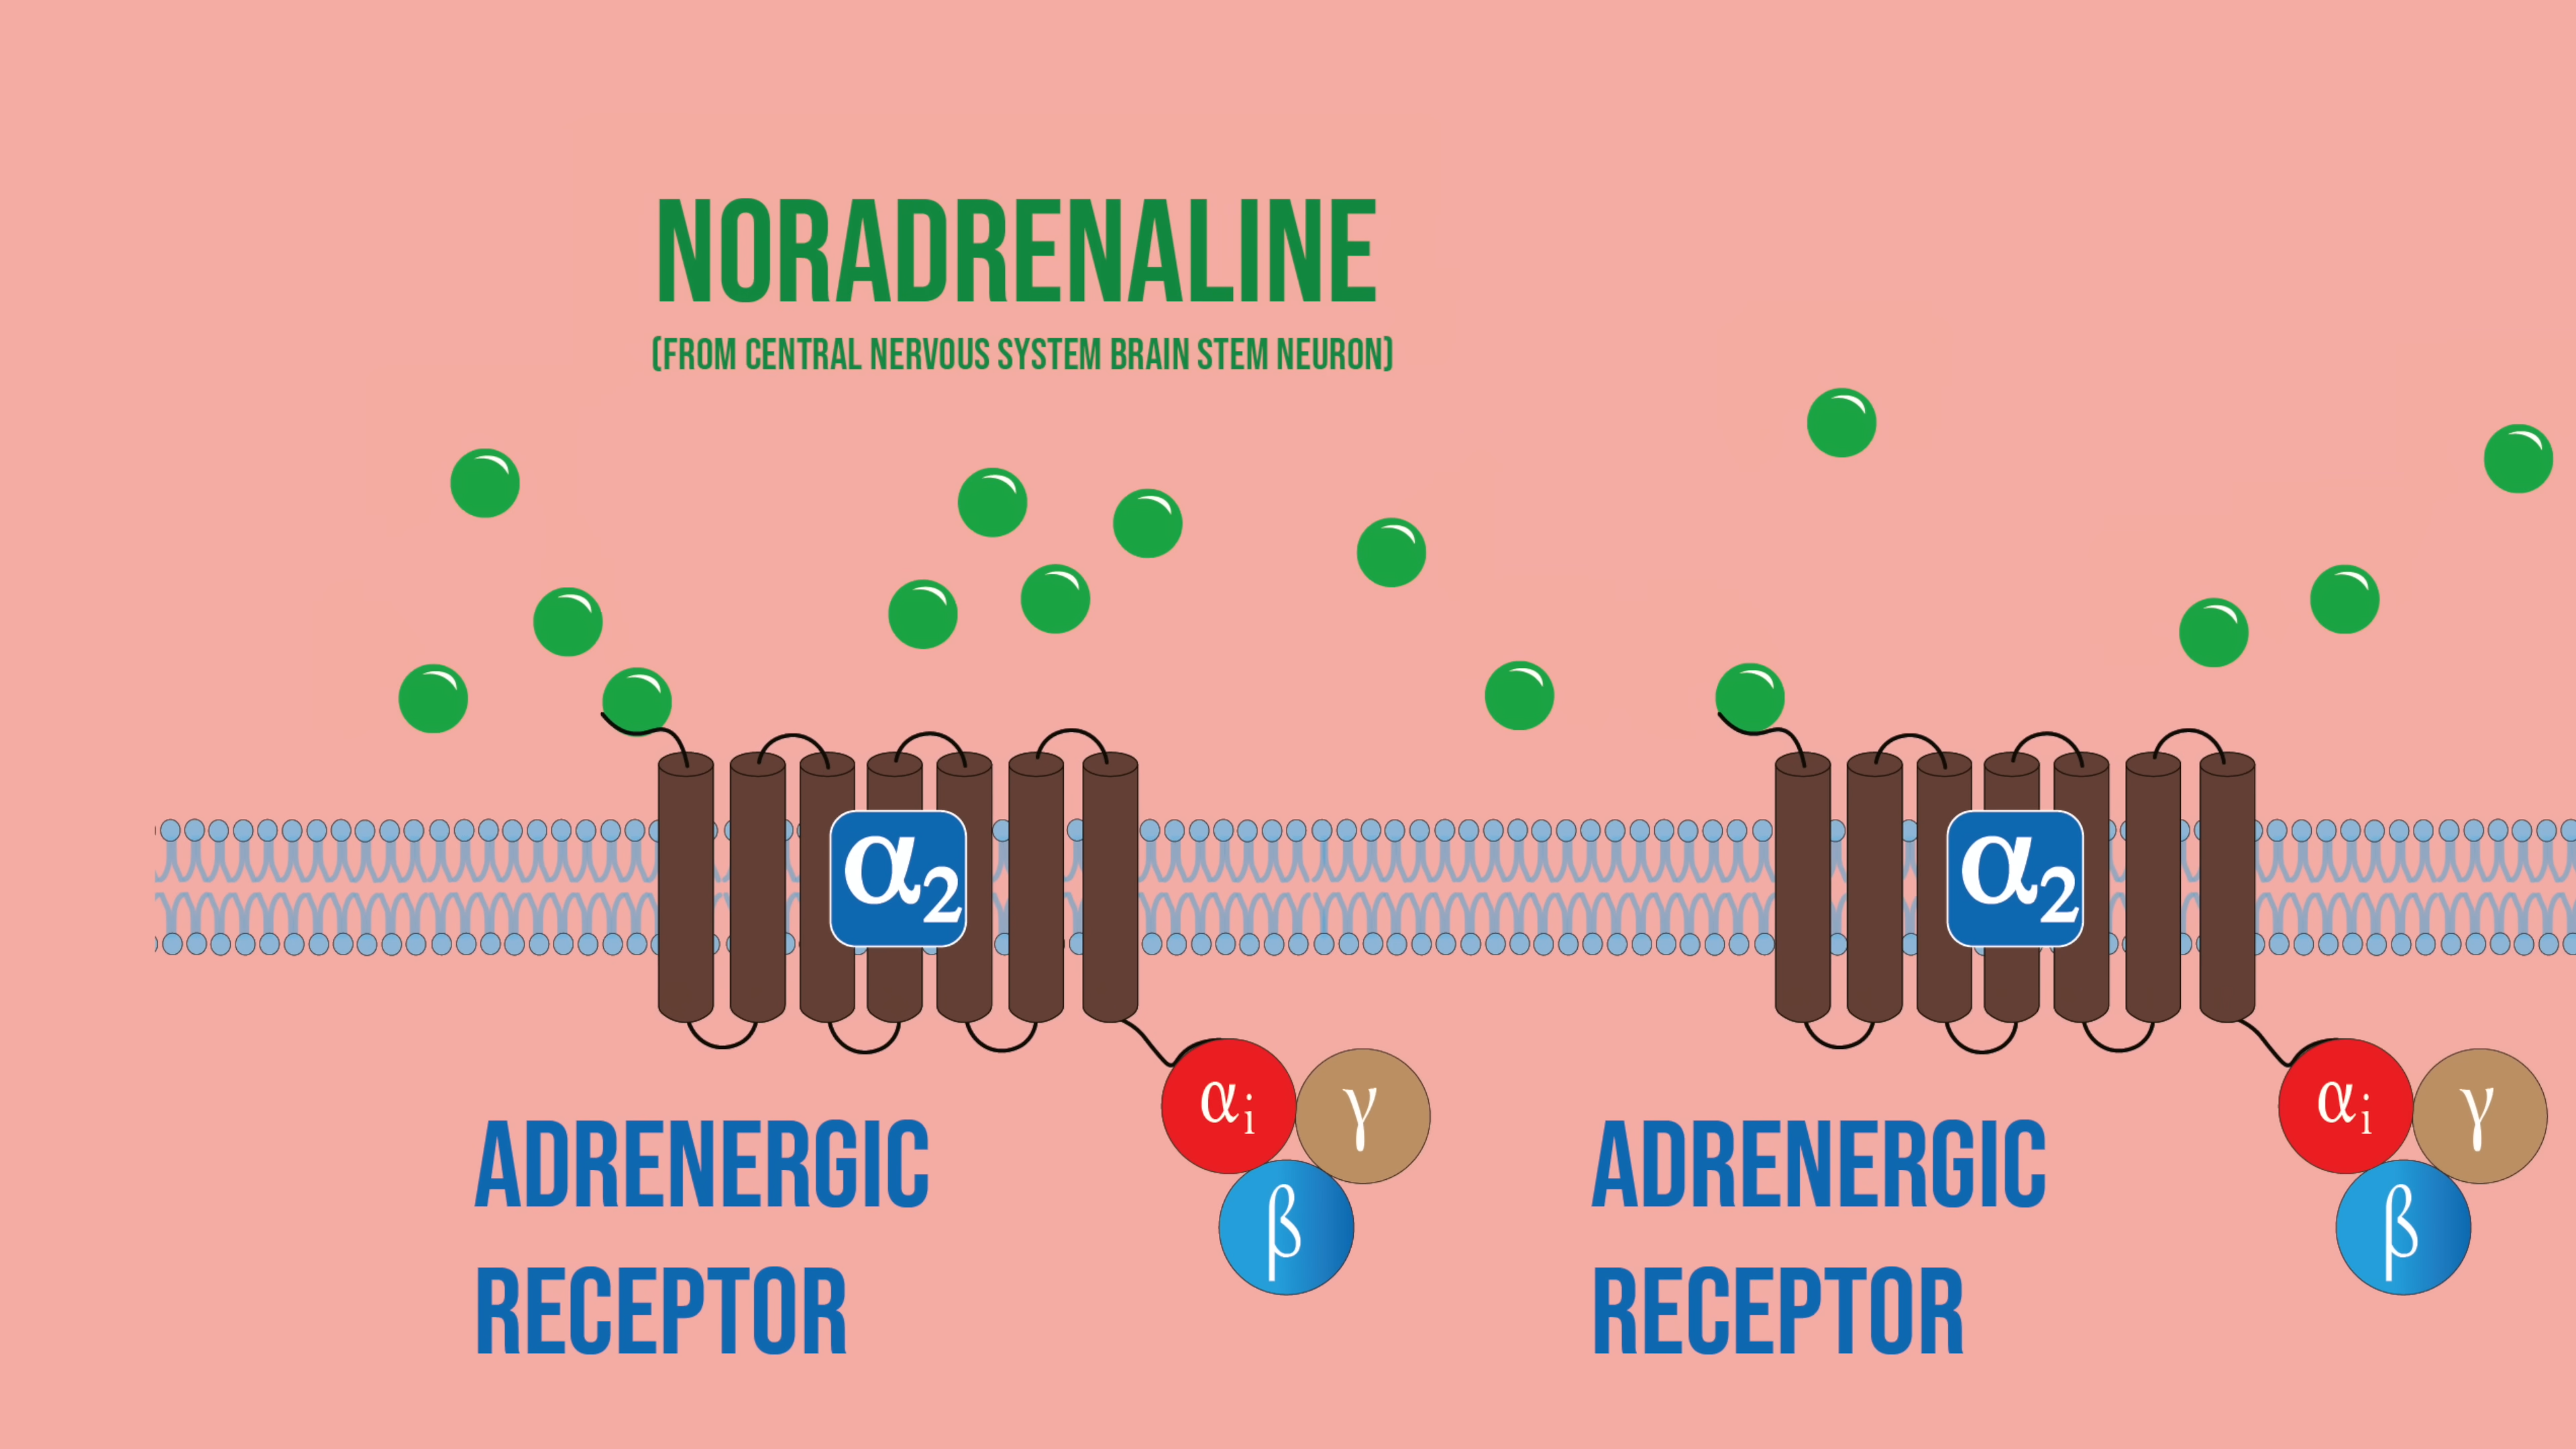 NORADRENALINE
(FROM CENTRAL NERVOUS SYSTEM BRAIN STEM NEURON)
α2
α2
αi γ
β
αi γ
β
ADRENERGIC
RECEPTOR
ADRENERGIC
RECEPTOR